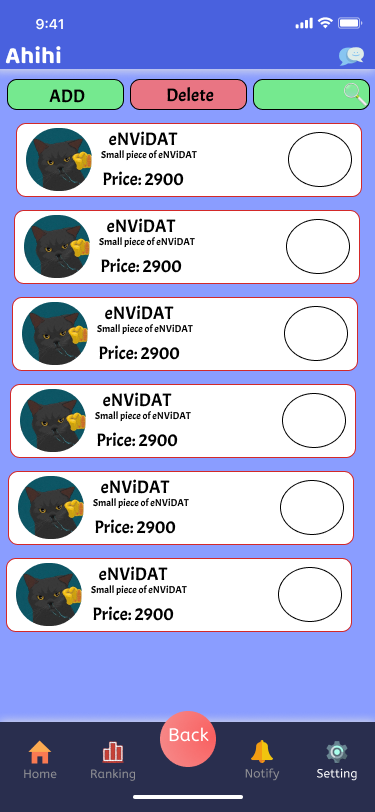 9:41
Ahihi
ADD
Delete
eNViDAT
Small piece of eNViDAT
Price: 2900
eNViDAT
Small piece of eNViDAT
Price: 2900
eNViDAT
Small piece of eNViDAT
Price: 2900
eNViDAT
Small piece of eNViDAT
Price: 2900
eNViDAT
Small piece of eNViDAT
Price: 2900
eNViDAT
Small piece of eNViDAT
Price: 2900
Back
Home
Ranking
Notify
Setting